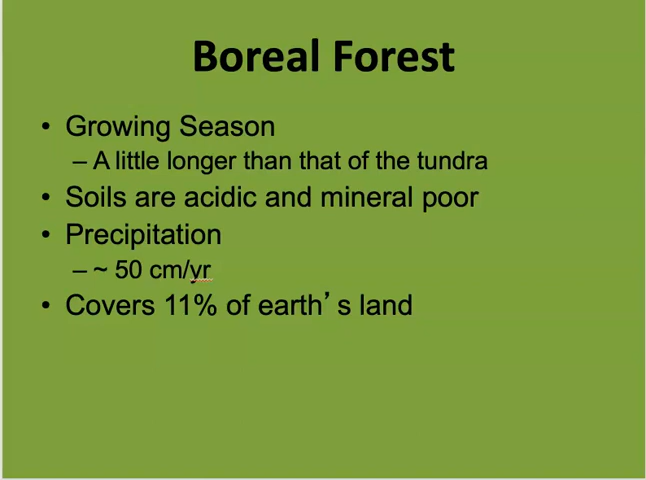 Boreal Forest
• Growing Season
– A little longer than that of the tundra
• Soils are acidic and mineral poor
• Precipitation
– ~ 50 cm/yr
• Covers 11% of earth’s land